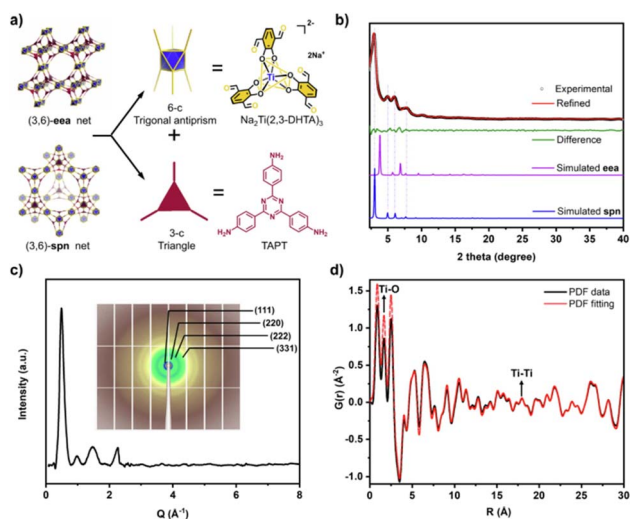 a)
(3,6)-eea net
6-c
Trigonal antiprism
=
2-
2Na⁺
Ti
O
Na₂Ti(2,3-DHTA)₃
+
(3,6)-spn net
3-c
Triangle
=
NH₂
N
N
N
H₂N
NH₂
TAPT
b)
Experimental
Refined
Difference
Simulated eea
Simulated spn
5 10 15 20 25 30 35 40
2 theta (degree)
c)
(111)
(220)
(222)
(331)
Intensity (a.u.)
0 2 4 6 8
Q (Å⁻¹)
d)
Ti-O
PDF data
PDF fitting
Ti-Ti
G(r) (Å⁻²)
1.5
1.0
0.5
0.0
-0.5
-1.0
0 5 10 15 20 25 30
R (Å)